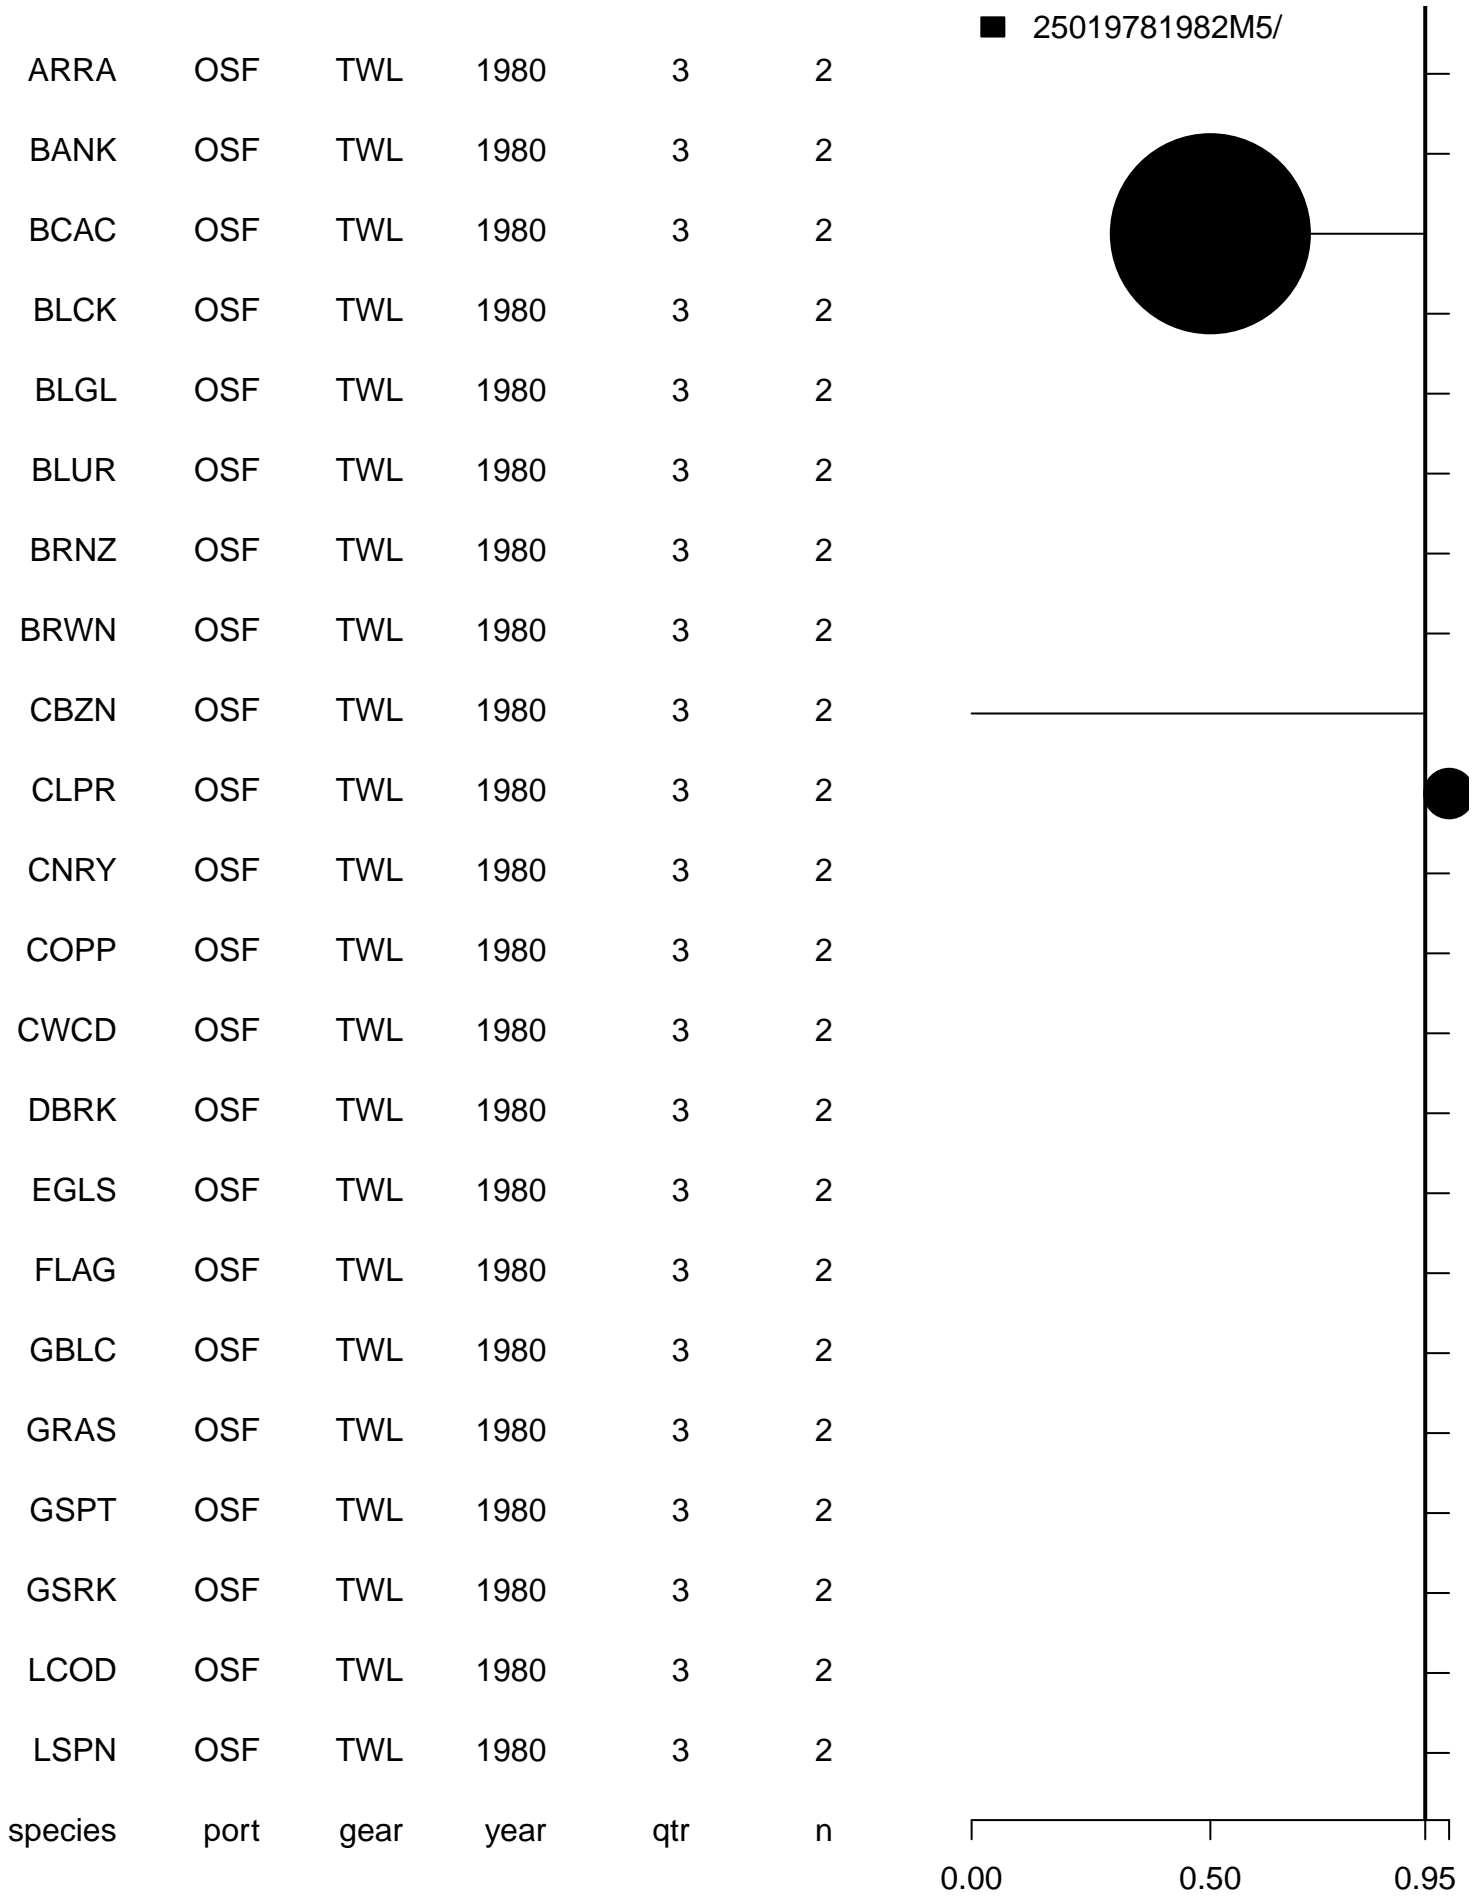 25019781982M5/
ARRA OSF TWL 1980 3 2
BANK OSF TWL 1980 3 2
BCAC OSF TWL 1980 3 2
BLCK OSF TWL 1980 3 2
BLGL OSF TWL 1980 3 2
BLUR OSF TWL 1980 3 2
BRNZ OSF TWL 1980 3 2
BRWN OSF TWL 1980 3 2
CBZN OSF TWL 1980 3 2
CLPR OSF TWL 1980 3 2
CNRY OSF TWL 1980 3 2
COPP OSF TWL 1980 3 2
CWCD OSF TWL 1980 3 2
DBRK OSF TWL 1980 3 2
EGLS OSF TWL 1980 3 2
FLAG OSF TWL 1980 3 2
GBLC OSF TWL 1980 3 2
GRAS OSF TWL 1980 3 2
GSPT OSF TWL 1980 3 2
GSRK OSF TWL 1980 3 2
LCOD OSF TWL 1980 3 2
LSPN OSF TWL 1980 3 2
species port gear year qtr n
0.00 0.50 0.95